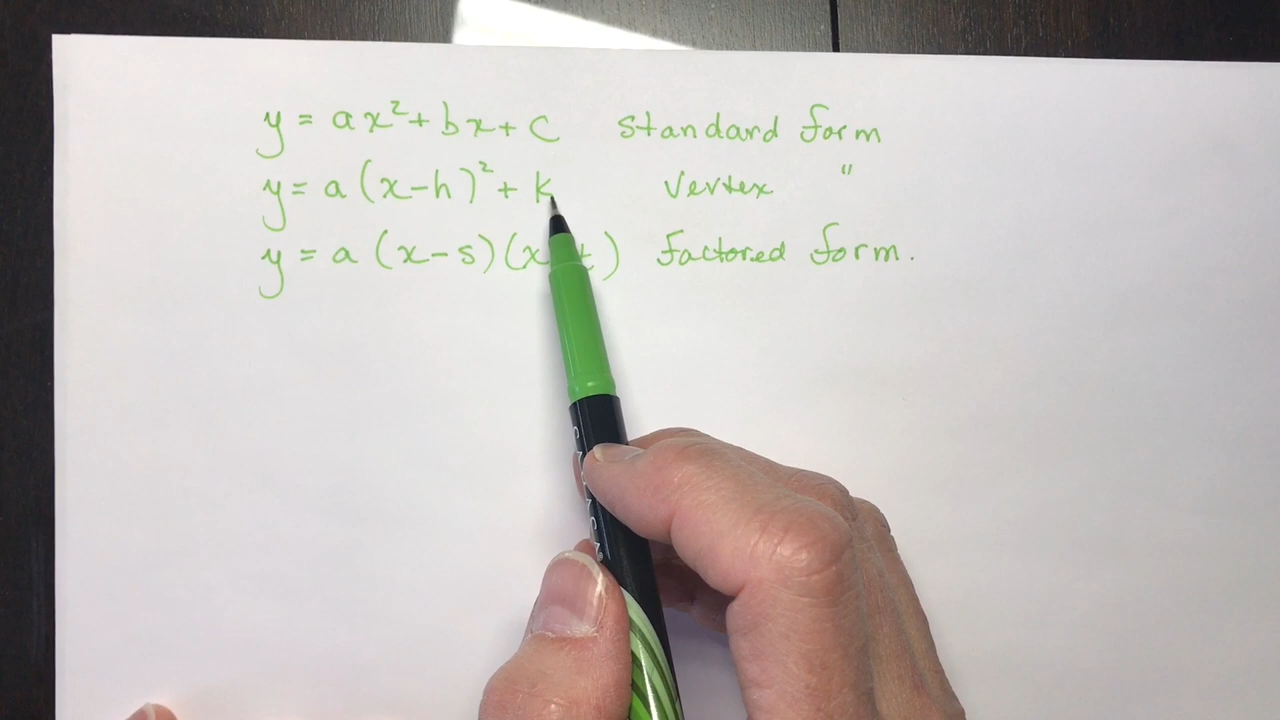 y = ax²+ bx + c standard form
y = a (x-h)² + k vertex "
y = a (x-s)(x t) factored form.